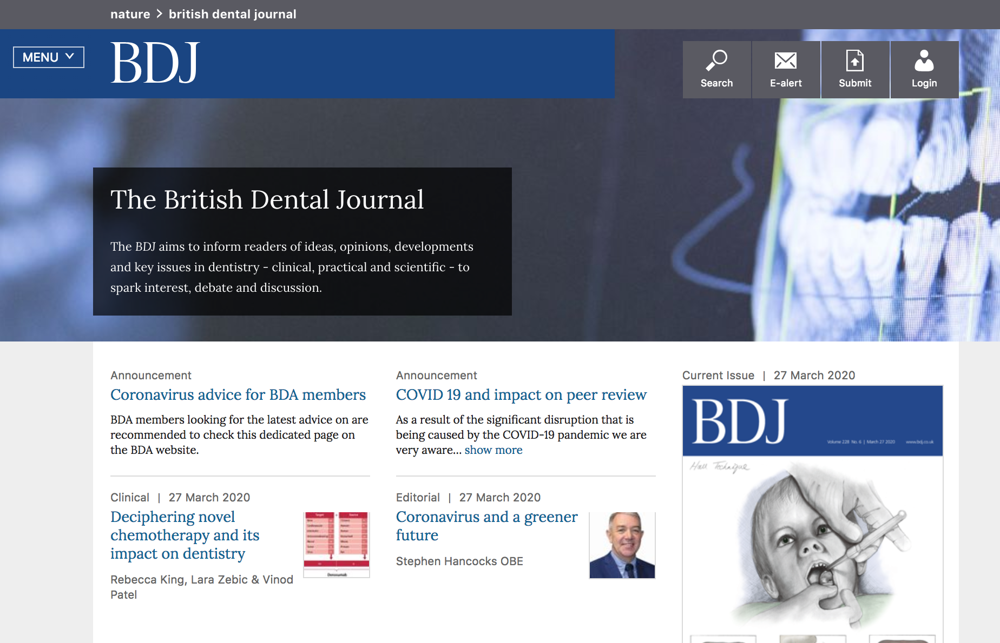 nature > british dental journal
MENU
BDJ
Search
E-alert
Submit
Login
The British Dental Journal
The BDJ aims to inform readers of ideas, opinions, developments
and key issues in dentistry - clinical, practical and scientific - to
spark interest, debate and discussion.
Announcement
Coronavirus advice for BDA members
BDA members looking for the latest advice on are
recommended to check this dedicated page on
the BDA website.
Announcement
COVID 19 and impact on peer review
As a result of the significant disruption that is
being caused by the COVID-19 pandemic we are
very aware... show more
Current Issue | 27 March 2020
BDJ
Volume 228 No. 6 | March 27 2020 www.bdj.co.uk
Hall Technique
Clinical | 27 March 2020
Deciphering novel
chemotherapy and its
impact on dentistry
Rebecca King, Lara Zebic & Vinod
Patel
Target
Source
Denosumab
Editorial | 27 March 2020
Coronavirus and a greener
future
Stephen Hancocks OBE